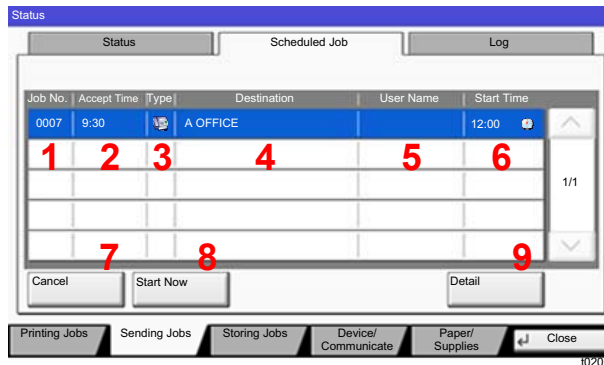 Status
Status Scheduled Job Log
Job No. Accept Time Type Destination User Name Start Time
0007 9:30 A OFFICE 12:00
1 2 3 4 5 6
1/1
7 8 9
Cancel Start Now Detail
Printing Jobs Sending Jobs Storing Jobs Device/ Communicate Paper/ Supplies Close
f020